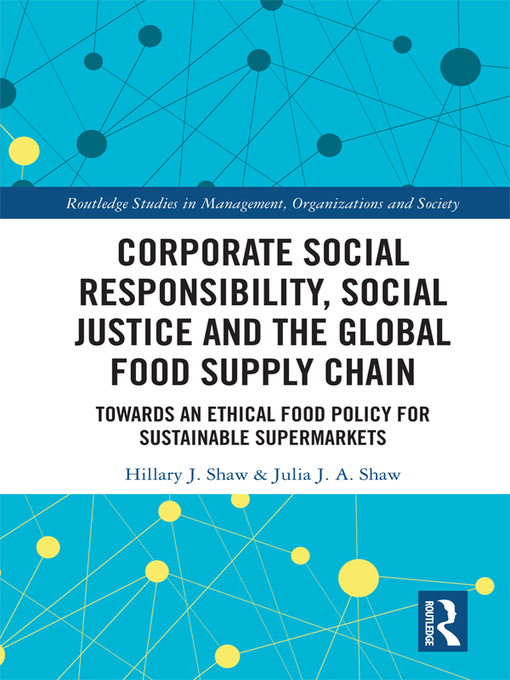 Routledge Studies in Management, Organizations and Society
CORPORATE SOCIAL
RESPONSIBILITY, SOCIAL
JUSTICE AND THE GLOBAL
FOOD SUPPLY CHAIN
TOWARDS AN ETHICAL FOOD POLICY FOR
SUSTAINABLE SUPERMARKETS
Hillary J. Shaw & Julia J. A. Shaw
ROUTLEDGE